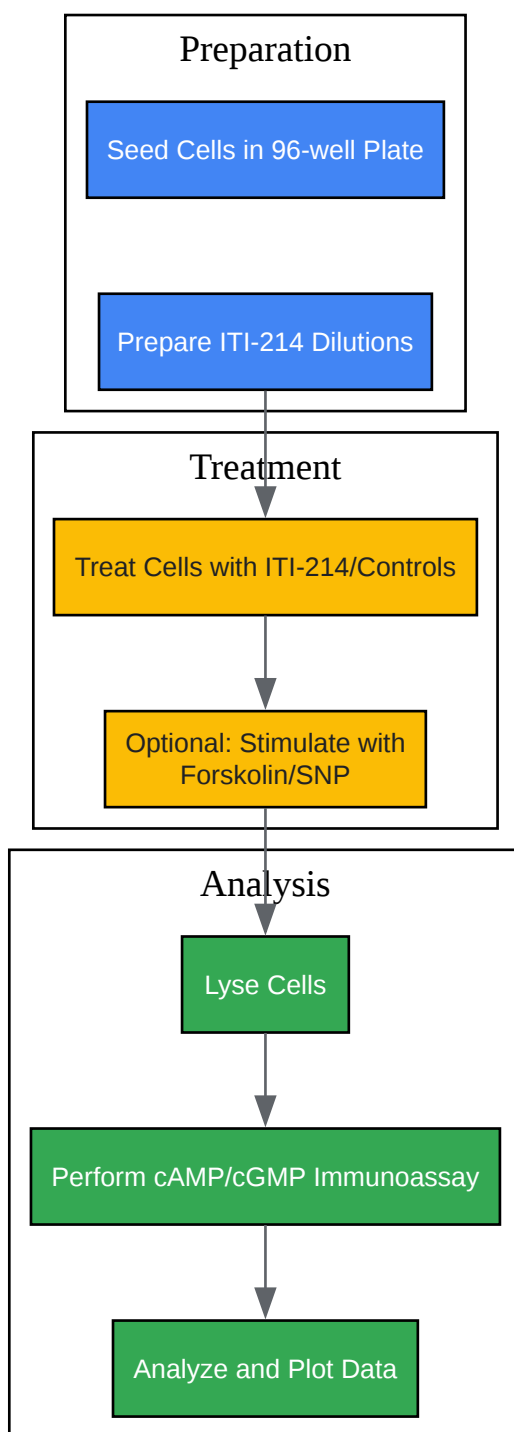 Preparation
Seed Cells in 96-well Plate
Prepare ITI-214 Dilutions
Treatment
Treat Cells with ITI-214/Controls
Optional: Stimulate with
Forskolin/SNP
Analysis
Lyse Cells
Perform cAMP/cGMP Immunoassay
Analyze and Plot Data